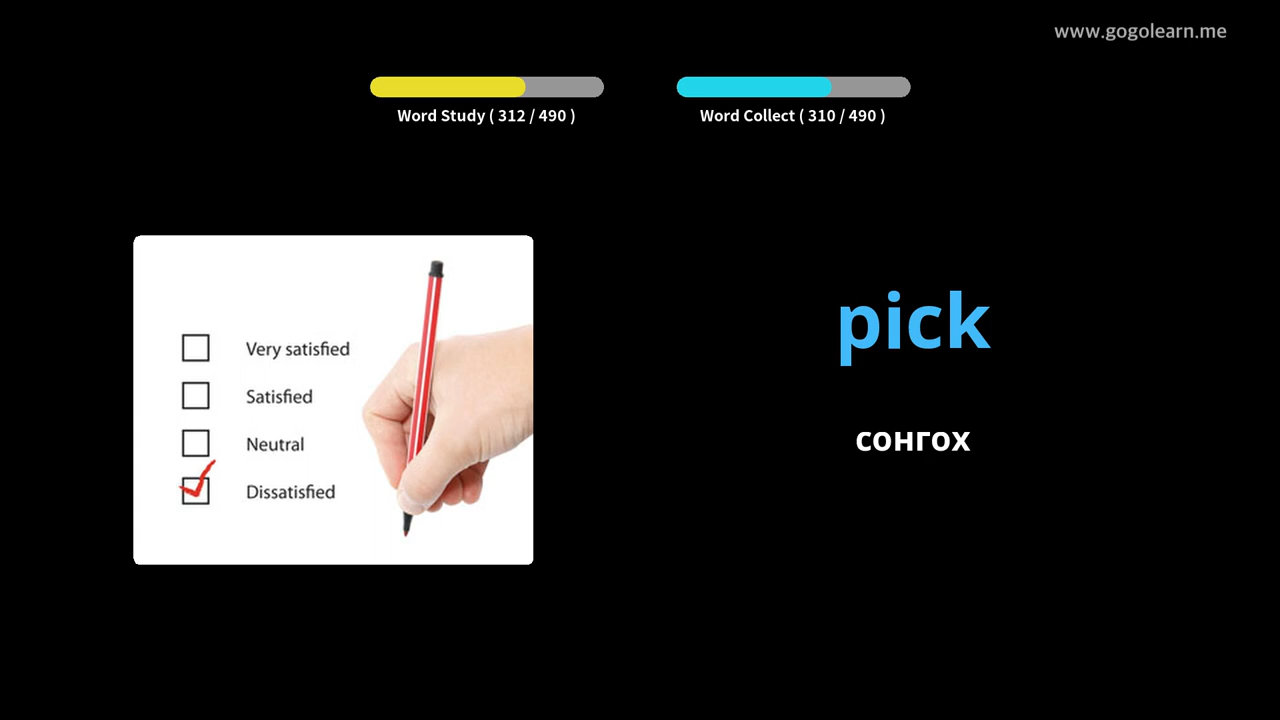 www.gogolearn.me
Word Study ( 312 / 490 )
Word Collect ( 310 / 490 )
Very satisfied
Satisfied
Neutral
Dissatisfied
pick
сонгох